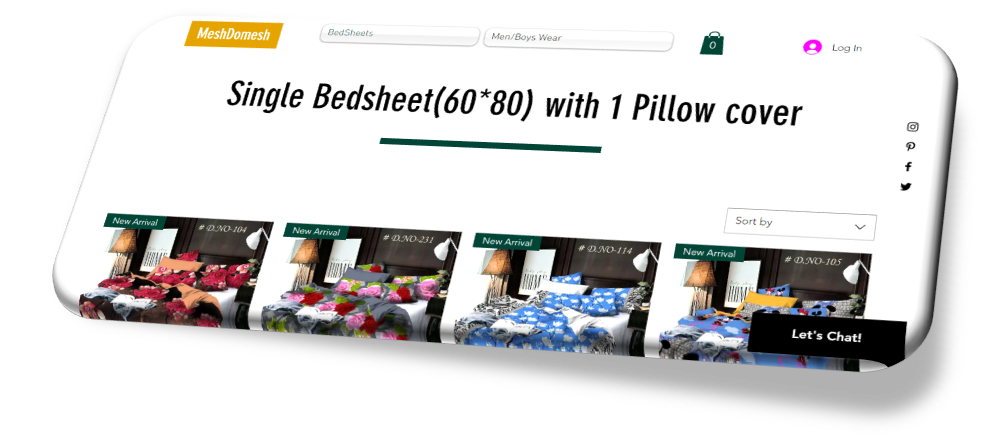 MeshDomesh
BedSheets
Men/Boys Wear
0
Log In
Single Bedsheet(60*80) with 1 Pillow cover
Sort by
New Arrival
# D.NO-104
New Arrival
# D.NO-231
New Arrival
# D.NO-114
New Arrival
# D.NO-105
Let's Chat!